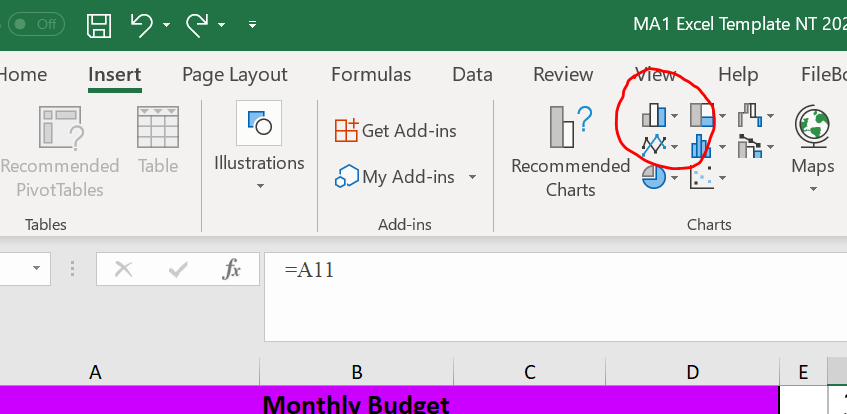 Off
MA1 Excel Template NT 202
Home Insert Page Layout Formulas Data Review View Help FileBo
Recommended PivotTables
Table
Illustrations
Get Add-ins
My Add-ins
Recommended Charts
Maps
Tables Add-ins Charts
fx =A11
A B C D E
Monthly Budget